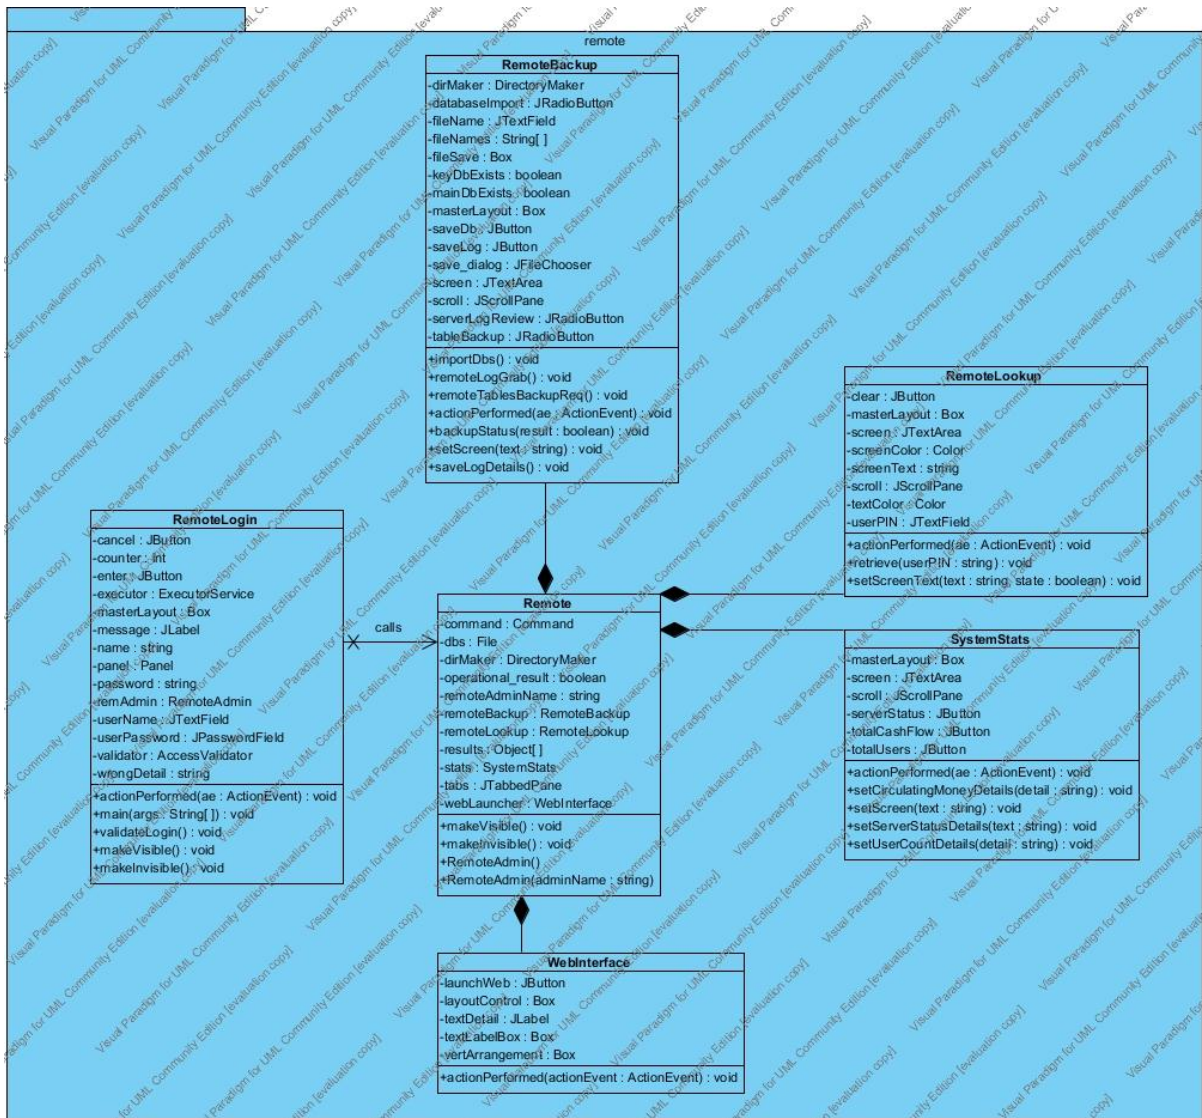 remote
RemoteBackup
-dirMaker : DirectoryMaker
-databaseImport : JRadioButton
-fileName : JTextField
-fileNames : String[ ]
-fileSave : Box
-keyDbExists : boolean
-mainDbExists : boolean
-masterLayout : Box
-saveDb : JButton
-saveLog : JButton
-save_dialog : JFileChooser
-screen : JTextArea
-scroll : JScrollPane
-serverLogReview : JRadioButton
-tableBackup : JRadioButton
+importDbs() : void
+remoteLogGrab() : void
+remoteTablesBackupReq() : void
+actionPerformed(ae : ActionEvent) : void
+backupStatus(result : boolean) : void
+setScreen(text : string) : void
+saveLogDetails() : void
RemoteLookup
-clear : JButton
-masterLayout : Box
-screen : JTextArea
-screenColor : Color
-screenText : string
-scroll : JScrollPane
-textColor : Color
-userPIN : JTextField
+actionPerformed(ae : ActionEvent) : void
+retrieve(userPIN : string) : void
+setScreenText(text : string, state : boolean) : void
RemoteLogin
-cancel : JButton
-counter : int
-enter : JButton
-executor : ExecutorService
-masterLayout : Box
-message : JLabel
-name : string
-panel : Panel
-password : string
-remAdmin : RemoteAdmin
-userName : JTextField
-userPassword : JPasswordField
-validator : AccessValidator
-wrongDetail : string
+actionPerformed(ae : ActionEvent) : void
+main(args : String[ ]) : void
+validateLogin() : void
+makeVisible() : void
+makeInvisible() : void
calls
Remote
-command : Command
-dbs : File
-dirMaker : DirectoryMaker
-operational_result : boolean
-remoteAdminName : string
-remoteBackup : RemoteBackup
-remoteLookup : RemoteLookup
-results : Object[ ]
-stats : SystemStats
-tabs : JTabbedPane
-webLauncher : WebInterface
+makeVisible() : void
+makeInvisible() : void
+RemoteAdmin()
+RemoteAdmin(adminName : string)
SystemStats
-masterLayout : Box
-screen : JTextArea
-scroll : JScrollPane
-serverStatus : JButton
-totalCashFlow : JButton
-totalUsers : JButton
+actionPerformed(ae : ActionEvent) : void
+setCirculatingMoneyDetails(detail : string) : void
+setScreen(text : string) : void
+setServerStatusDetails(text : string) : void
+setUserCountDetails(detail : string) : void
WebInterface
-launchWeb : JButton
-layoutControl : Box
-textDetail : JLabel
-textLabelBox : Box
-vertArrangement : Box
+actionPerformed(actionEvent : ActionEvent) : void
Visual Paradigm for UML Community Edition [evaluation copy]